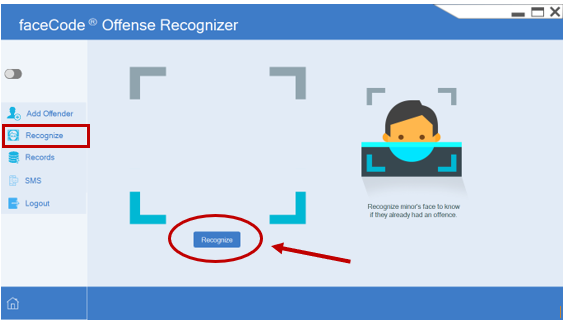 faceCode ® Offense Recognizer
Add Offender
Recognize
Records
SMS
Logout
Recognize
Recognize minor's face to know
if they already had an offence.